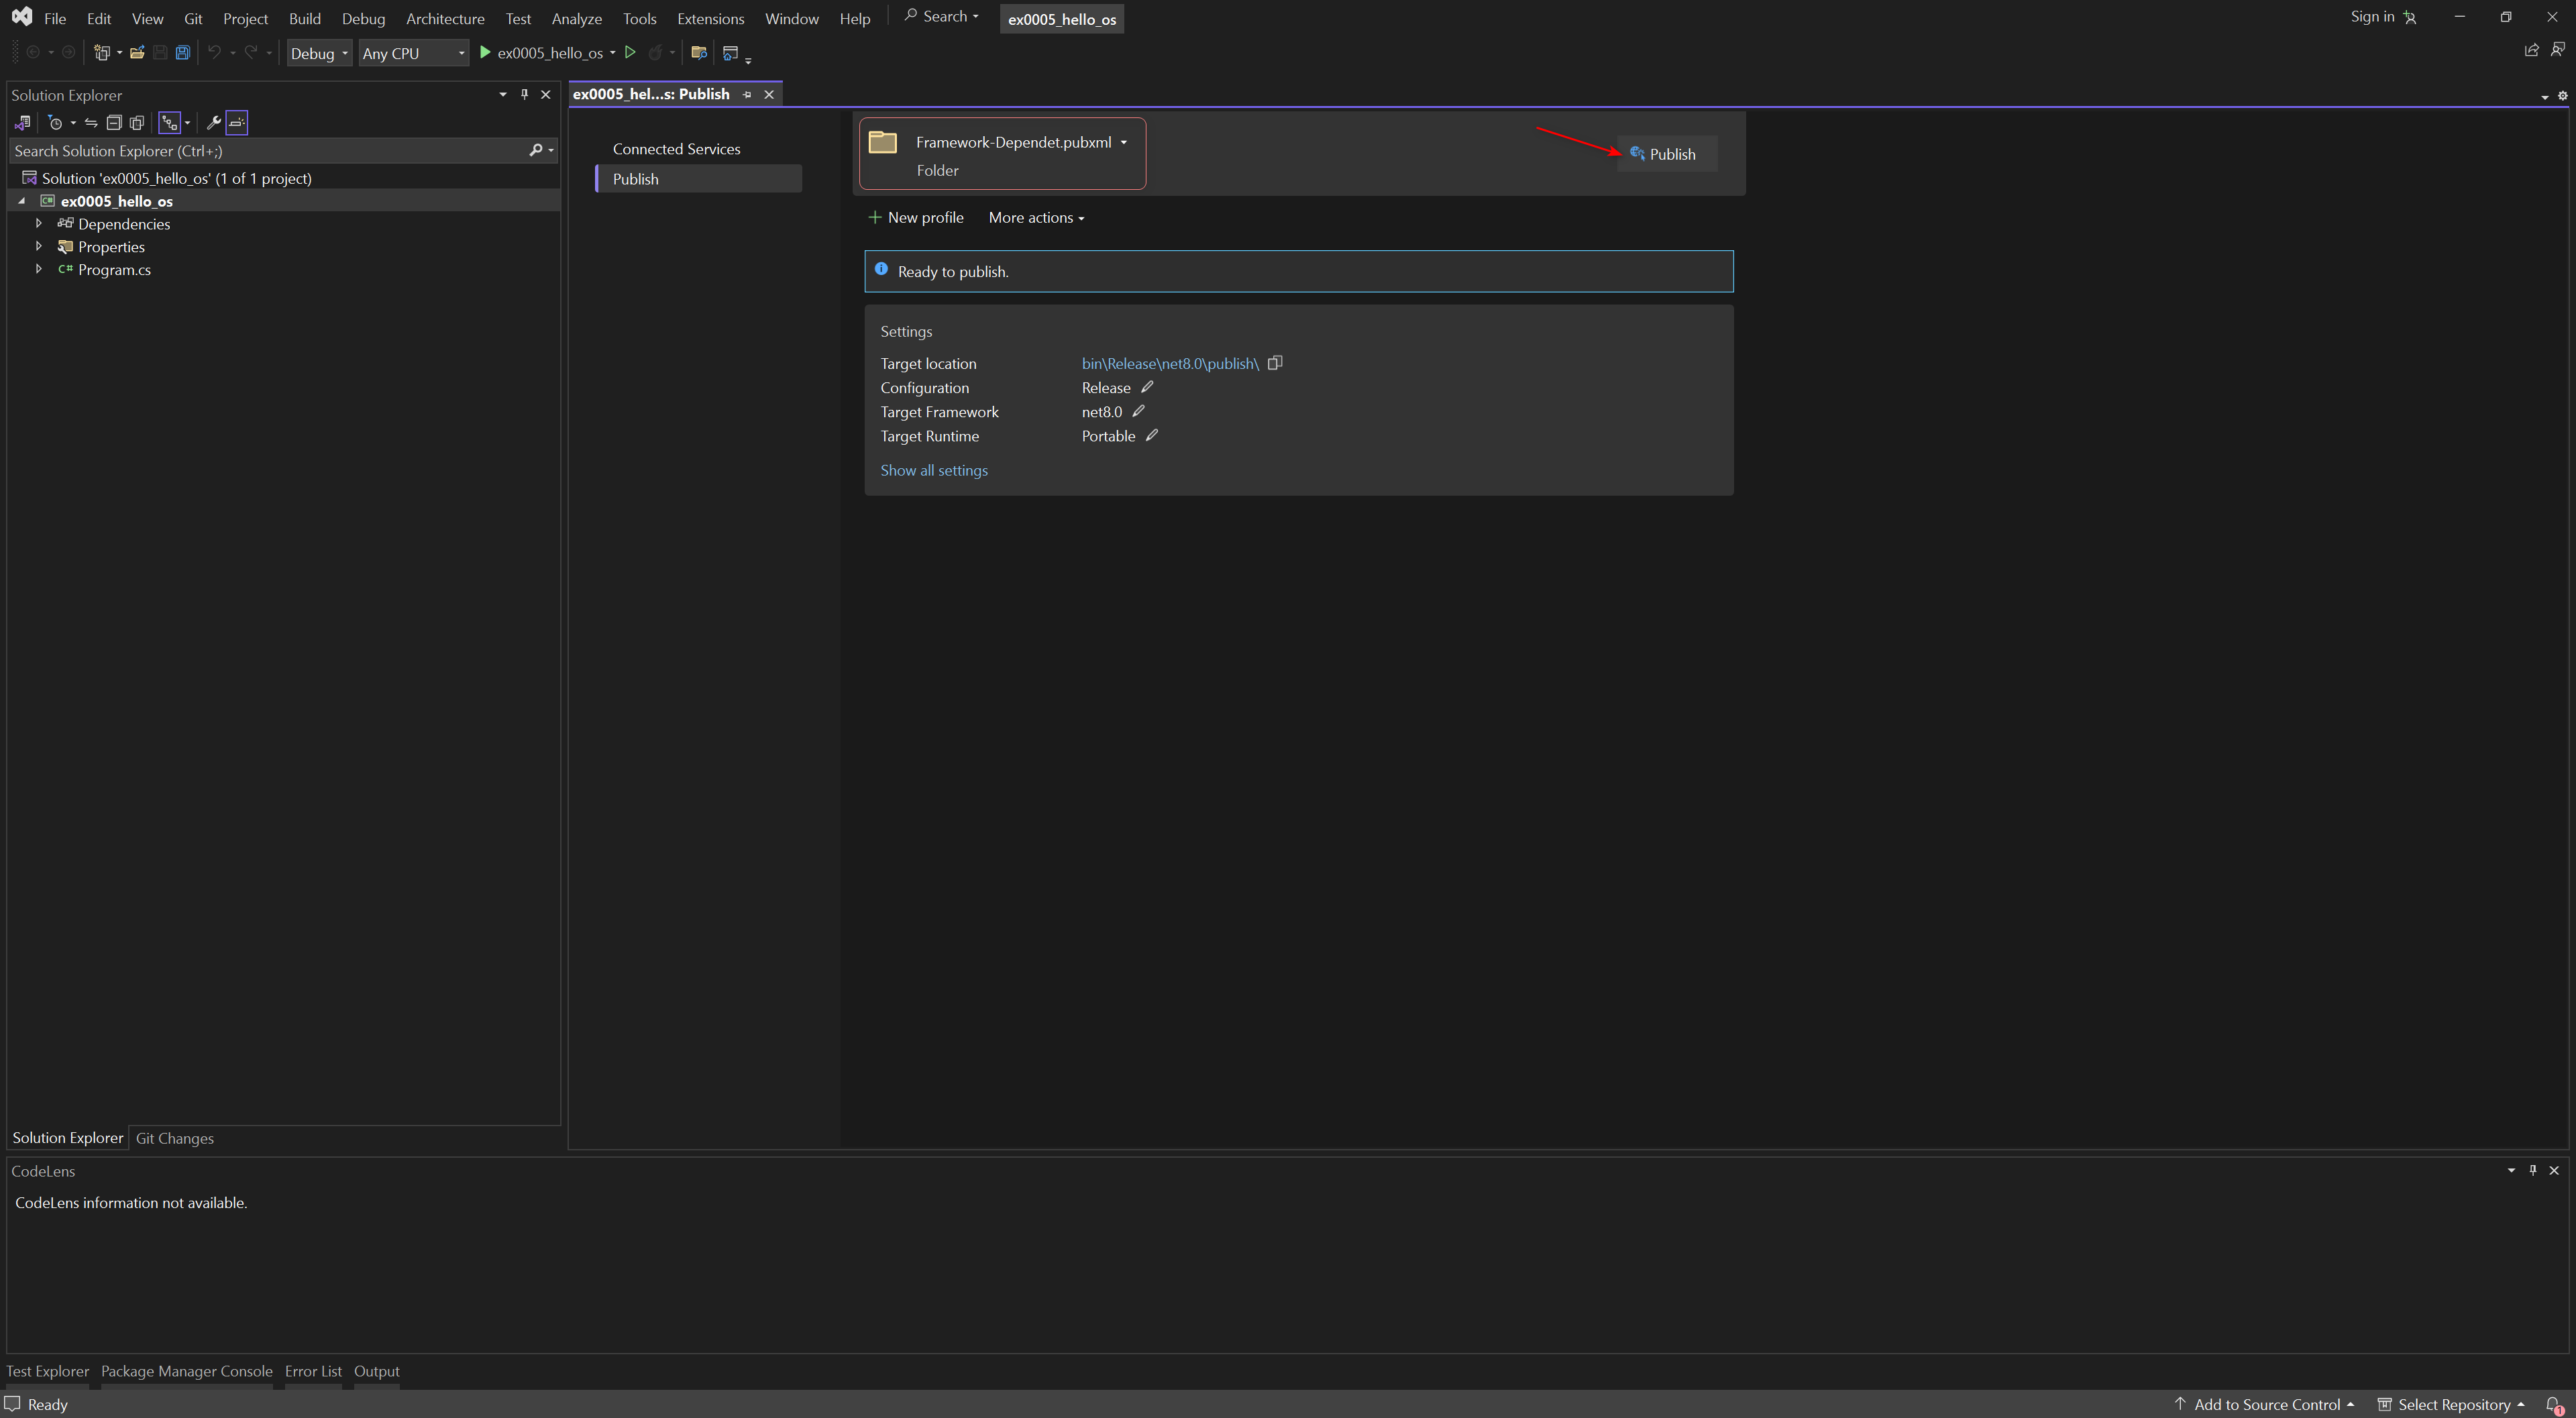 File Edit View Git Project Build Debug Architecture Test Analyze Tools Extensions Window Help Search ex0005_hello_os Sign in
Debug Any CPU ex0005_hello_os
Solution Explorer
Search Solution Explorer (Ctrl+;)
Solution 'ex0005_hello_os' (1 of 1 project)
C# ex0005_hello_os
Dependencies
Properties
C# Program.cs
Solution Explorer Git Changes
ex0005_hel...s: Publish
Connected Services
Publish
Framework-Dependet.pubxml
Folder
Publish
New profile More actions
Ready to publish.
Settings
Target location bin\Release\net8.0\publish\
Configuration Release
Target Framework net8.0
Target Runtime Portable
Show all settings
CodeLens
CodeLens information not available.
Test Explorer Package Manager Console Error List Output
Ready Add to Source Control Select Repository 1